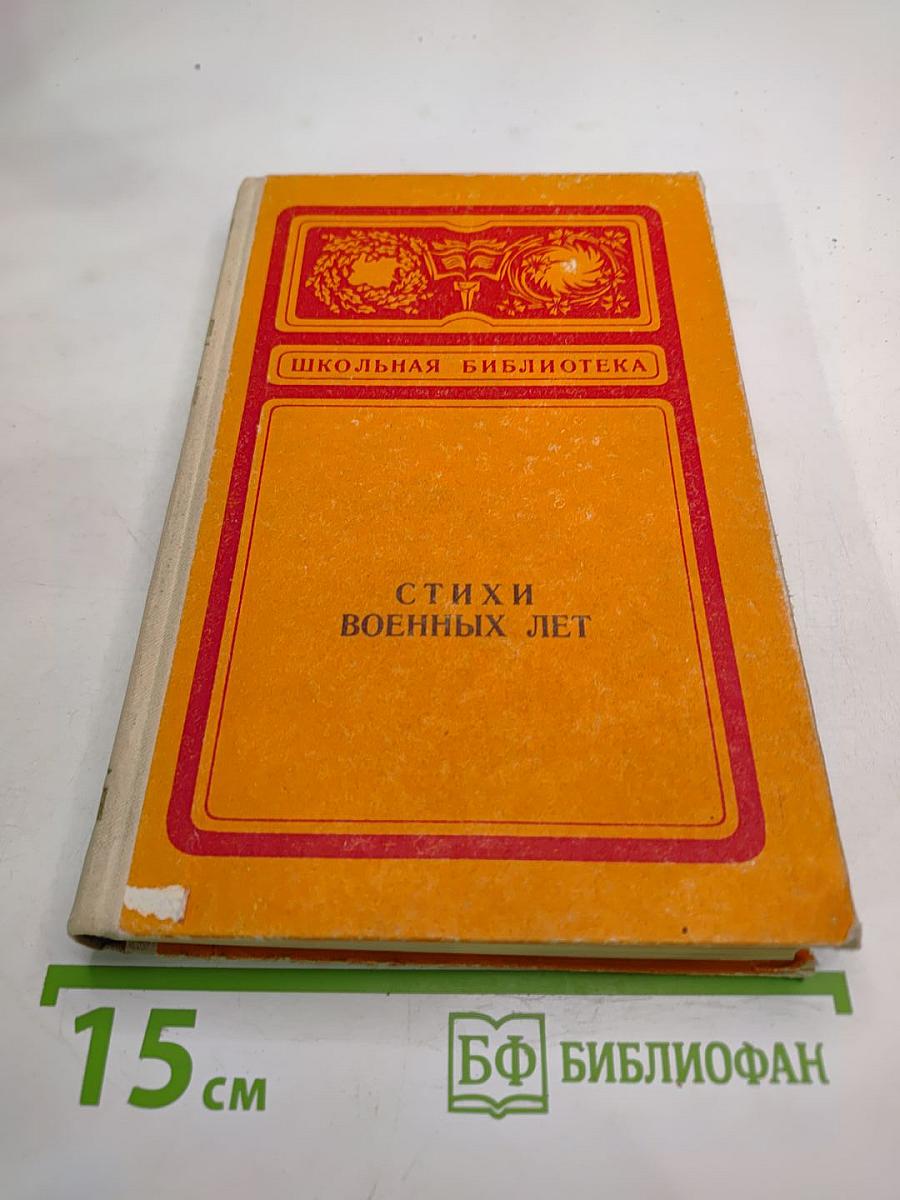 ШКОЛЬНАЯ БИБЛИОТЕКА
СТИХИ
ВОЕННЫХ ЛЕТ
15 см
БФ БИБЛИОФАН